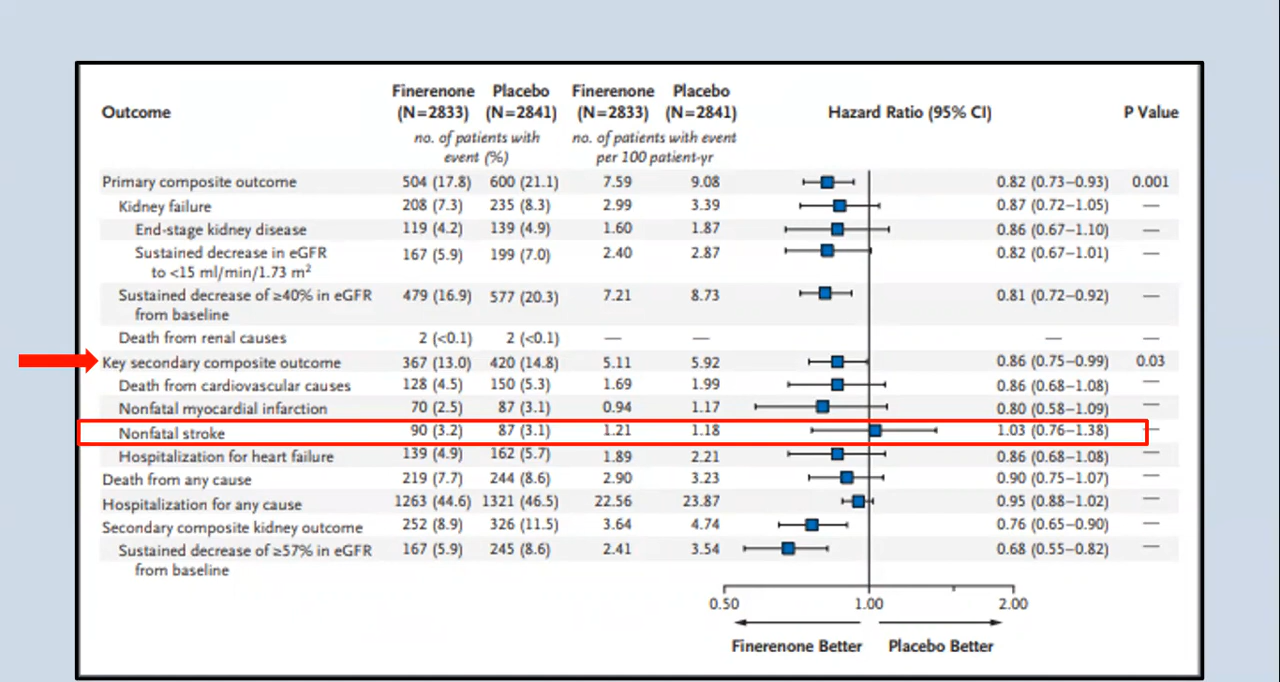 Finerenone Placebo Finerenone Placebo
Outcome (N=2833) (N=2841) (N=2833) (N=2841) Hazard Ratio (95% CI) P Value
no. of patients with no. of patients with event
event (%) per 100 patient-yr
Primary composite outcome 504 (17.8) 600 (21.1) 7.59 9.08 0.82 (0.73–0.93) 0.001
Kidney failure 208 (7.3) 235 (8.3) 2.99 3.39 0.87 (0.72–1.05) —
End-stage kidney disease 119 (4.2) 139 (4.9) 1.60 1.87 0.86 (0.67–1.10) —
Sustained decrease in eGFR 167 (5.9) 199 (7.0) 2.40 2.87 0.82 (0.67–1.01) —
to <15 ml/min/1.73 m²
Sustained decrease of ≥40% in eGFR 479 (16.9) 577 (20.3) 7.21 8.73 0.81 (0.72–0.92) —
from baseline
Death from renal causes 2 (<0.1) 2 (<0.1) — — — —
Key secondary composite outcome 367 (13.0) 420 (14.8) 5.11 5.92 0.86 (0.75–0.99) 0.03
Death from cardiovascular causes 128 (4.5) 150 (5.3) 1.69 1.99 0.86 (0.68–1.08) —
Nonfatal myocardial infarction 70 (2.5) 87 (3.1) 0.94 1.17 0.80 (0.58–1.09) —
Nonfatal stroke 90 (3.2) 87 (3.1) 1.21 1.18 1.03 (0.76–1.38) —
Hospitalization for heart failure 139 (4.9) 162 (5.7) 1.89 2.21 0.86 (0.68–1.08) —
Death from any cause 219 (7.7) 244 (8.6) 2.90 3.23 0.90 (0.75–1.07) —
Hospitalization for any cause 1263 (44.6) 1321 (46.5) 22.56 23.87 0.95 (0.88–1.02) —
Secondary composite kidney outcome 252 (8.9) 326 (11.5) 3.64 4.74 0.76 (0.65–0.90) —
Sustained decrease of ≥57% in eGFR 167 (5.9) 245 (8.6) 2.41 3.54 0.68 (0.55–0.82) —
from baseline
0.50 1.00 2.00
Finerenone Better Placebo Better